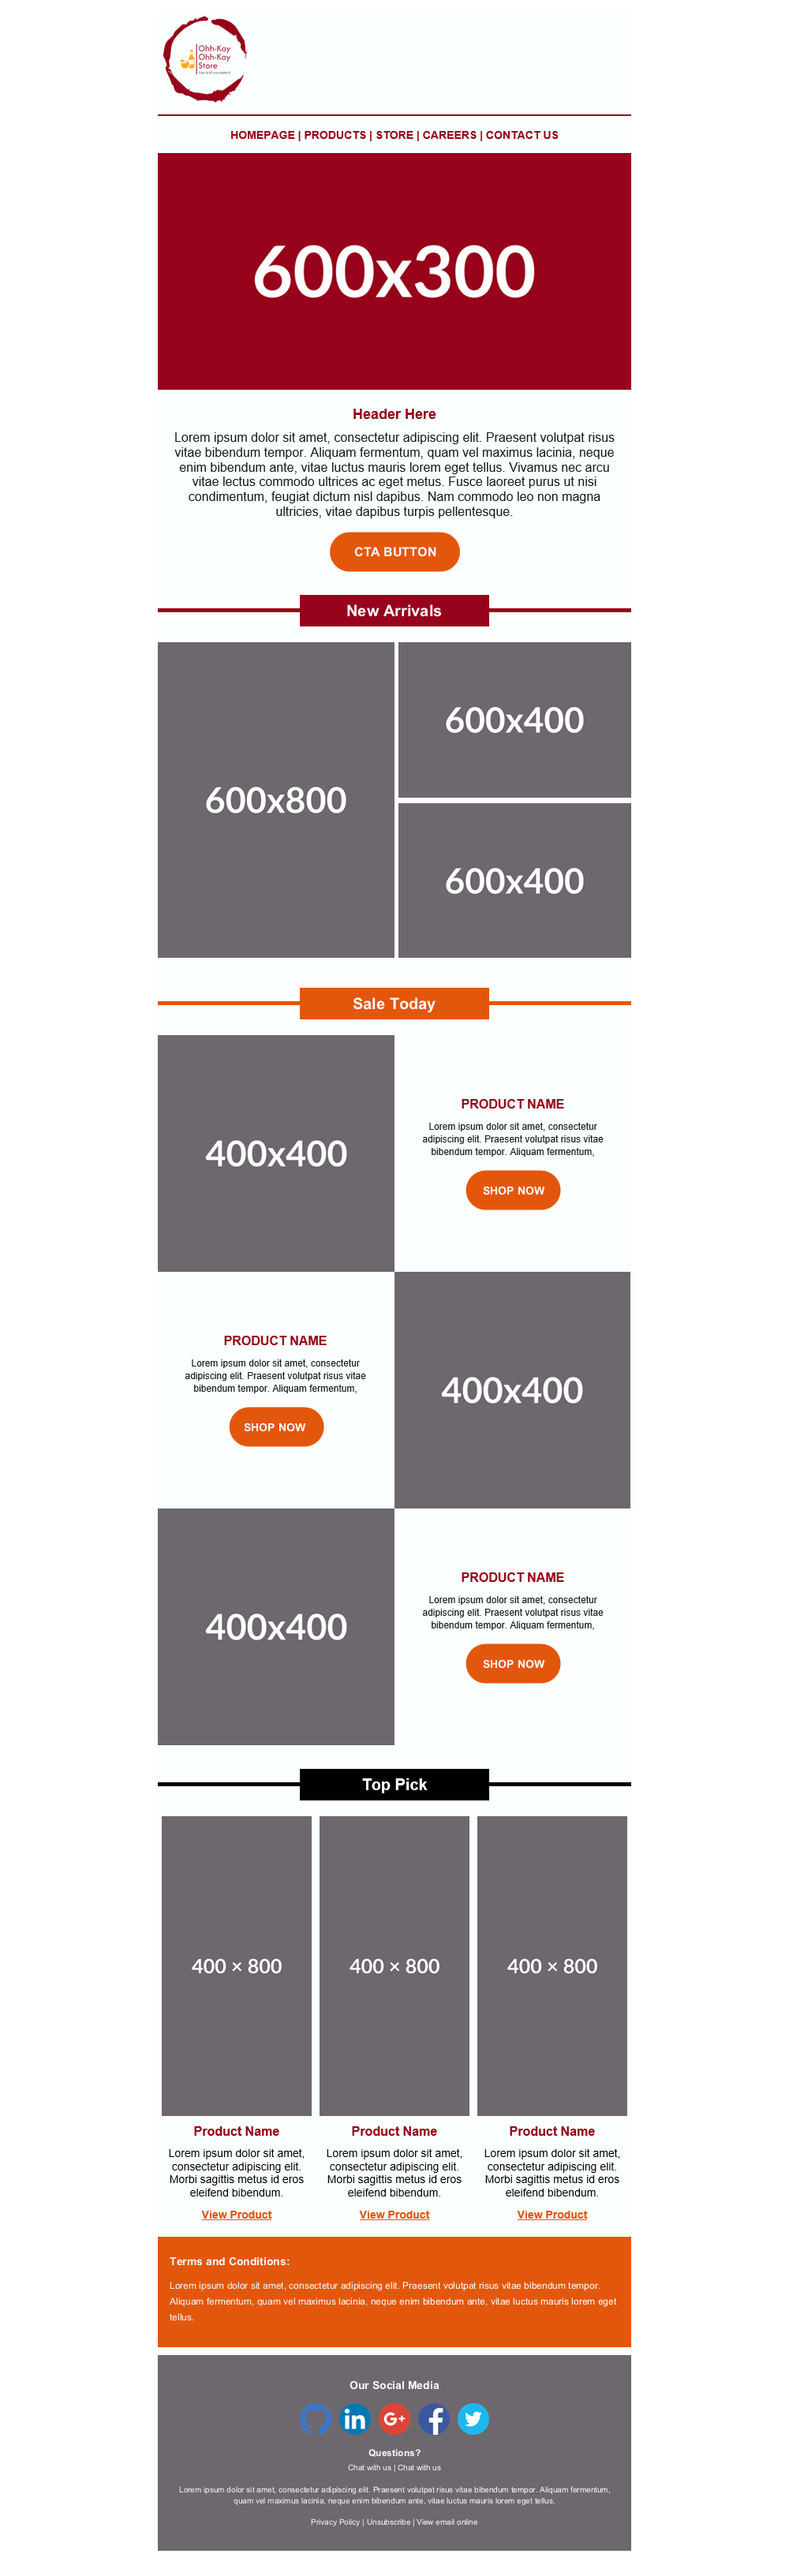 Ohh-Kay
Ohh-Kay
Store
HOMEPAGE | PRODUCTS | STORE | CAREERS | CONTACT US
600x300
Header Here
Lorem ipsum dolor sit amet, consectetur adipiscing elit. Praesent volutpat risus
vitae bibendum tempor. Aliquam fermentum, quam vel maximus lacinia, neque
enim bibendum ante, vitae luctus mauris lorem eget tellus. Vivamus nec arcu
vitae lectus commodo ultrices ac eget metus. Fusce laoreet purus ut nisi
condimentum, feugiat dictum nisl dapibus. Nam commodo leo non magna
ultricies, vitae dapibus turpis pellentesque.
CTA BUTTON
New Arrivals
600x800
600x400
600x400
Sale Today
400x400
PRODUCT NAME
Lorem ipsum dolor sit amet, consectetur
adipiscing elit. Praesent volutpat risus vitae
bibendum tempor. Aliquam fermentum,
SHOP NOW
PRODUCT NAME
Lorem ipsum dolor sit amet, consectetur
adipiscing elit. Praesent volutpat risus vitae
bibendum tempor. Aliquam fermentum,
SHOP NOW
400x400
400x400
PRODUCT NAME
Lorem ipsum dolor sit amet, consectetur
adipiscing elit. Praesent volutpat risus vitae
bibendum tempor. Aliquam fermentum,
SHOP NOW
Top Pick
400 × 800
400 × 800
400 × 800
Product Name
Lorem ipsum dolor sit amet,
consectetur adipiscing elit.
Morbi sagittis metus id eros
eleifend bibendum.
View Product
Product Name
Lorem ipsum dolor sit amet,
consectetur adipiscing elit.
Morbi sagittis metus id eros
eleifend bibendum.
View Product
Product Name
Lorem ipsum dolor sit amet,
consectetur adipiscing elit.
Morbi sagittis metus id eros
eleifend bibendum.
View Product
Terms and Conditions:
Lorem ipsum dolor sit amet, consectetur adipiscing elit. Praesent volutpat risus vitae bibendum tempor.
Aliquam fermentum, quam vel maximus lacinia, neque enim bibendum ante, vitae luctus mauris lorem eget
tellus.
Our Social Media
in G+ f
Questions?
Chat with us | Chat with us
Lorem ipsum dolor sit amet, consectetur adipiscing elit. Praesent volutpat risus vitae bibendum tempor. Aliquam fermentum,
quam vel maximus lacinia, neque enim bibendum ante, vitae luctus mauris lorem eget tellus.
Privacy Policy | Unsubscribe | View email online